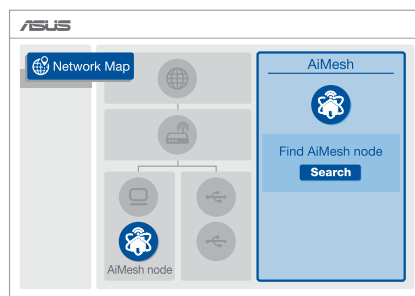 ASUS
Network Map
AiMesh
Find AiMesh node
Search
AiMesh node